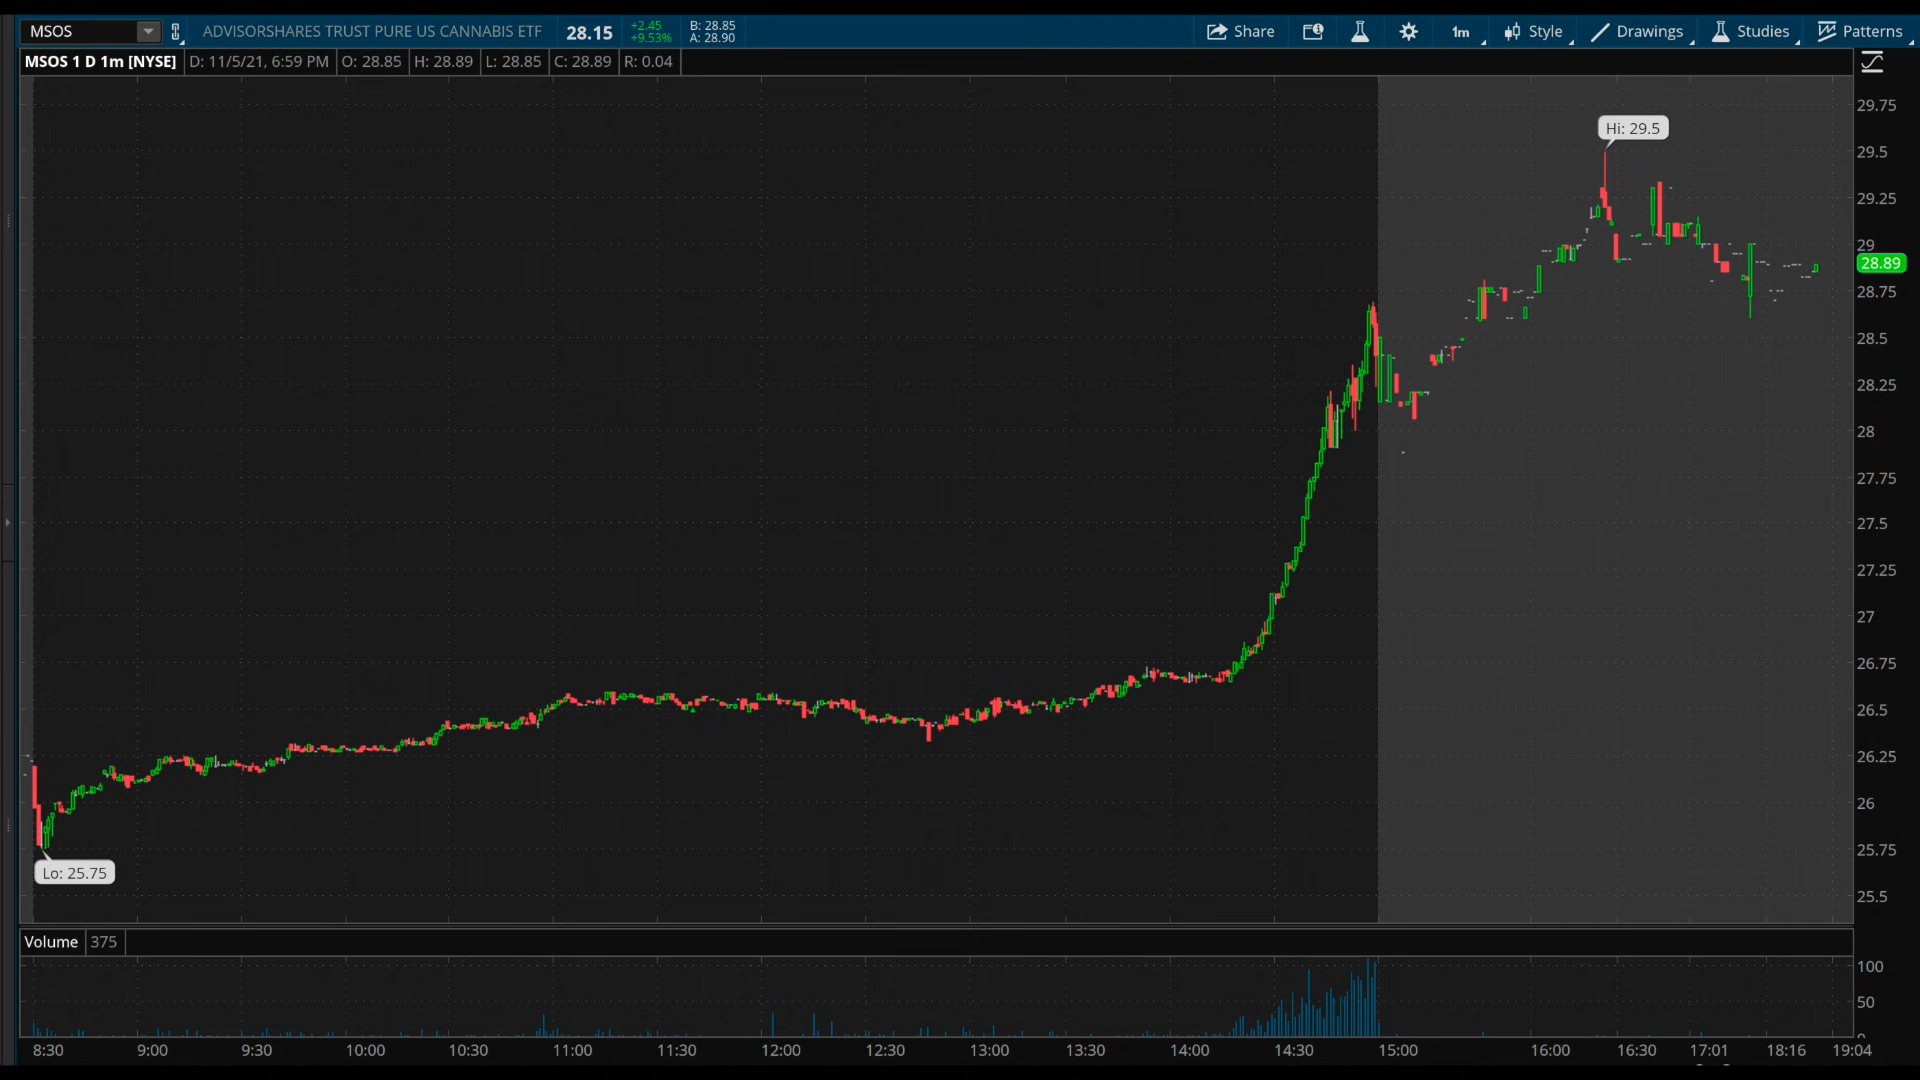 MSOS
ADVISORSHARES TRUST PURE US CANNABIS ETF
28.15
+2.45
+9.53%
B: 28.85
A: 28.90
Share
1m
Style
Drawings
Studies
Patterns
MSOS 1 D 1m [NYSE]
D: 11/5/21, 6:59 PM
O: 28.85
H: 28.89
L: 28.85
C: 28.89
R: 0.04
29.75
Hi: 29.5
29.5
29.25
29
28.89
28.75
28.5
28.25
28
27.75
27.5
27.25
27
26.75
26.5
26.25
26
25.75
Lo: 25.75
25.5
Volume
375
100
50
8:30
9:00
9:30
10:00
10:30
11:00
11:30
12:00
12:30
13:00
13:30
14:00
14:30
15:00
16:00
16:30
17:01
18:16
19:04